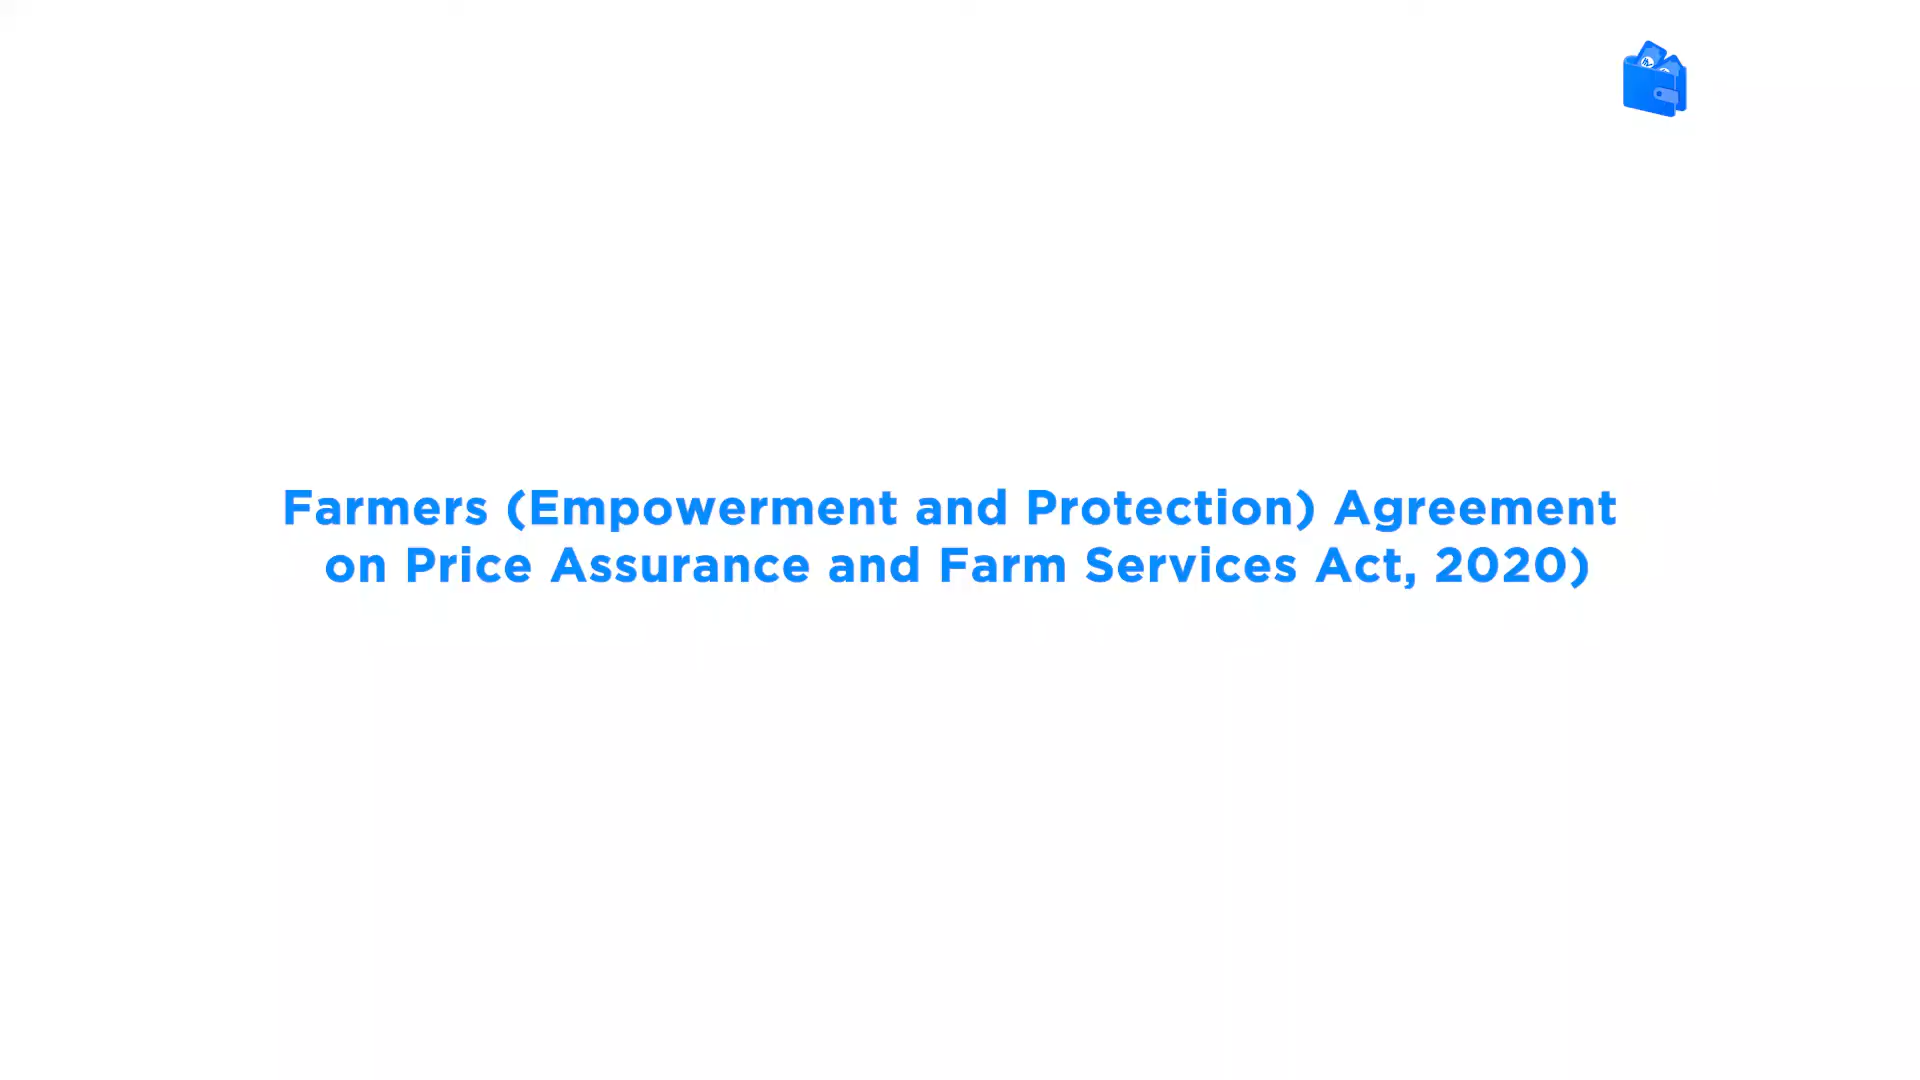 Farmers (Empowerment and Protection) Agreement
on Price Assurance and Farm Services Act, 2020)